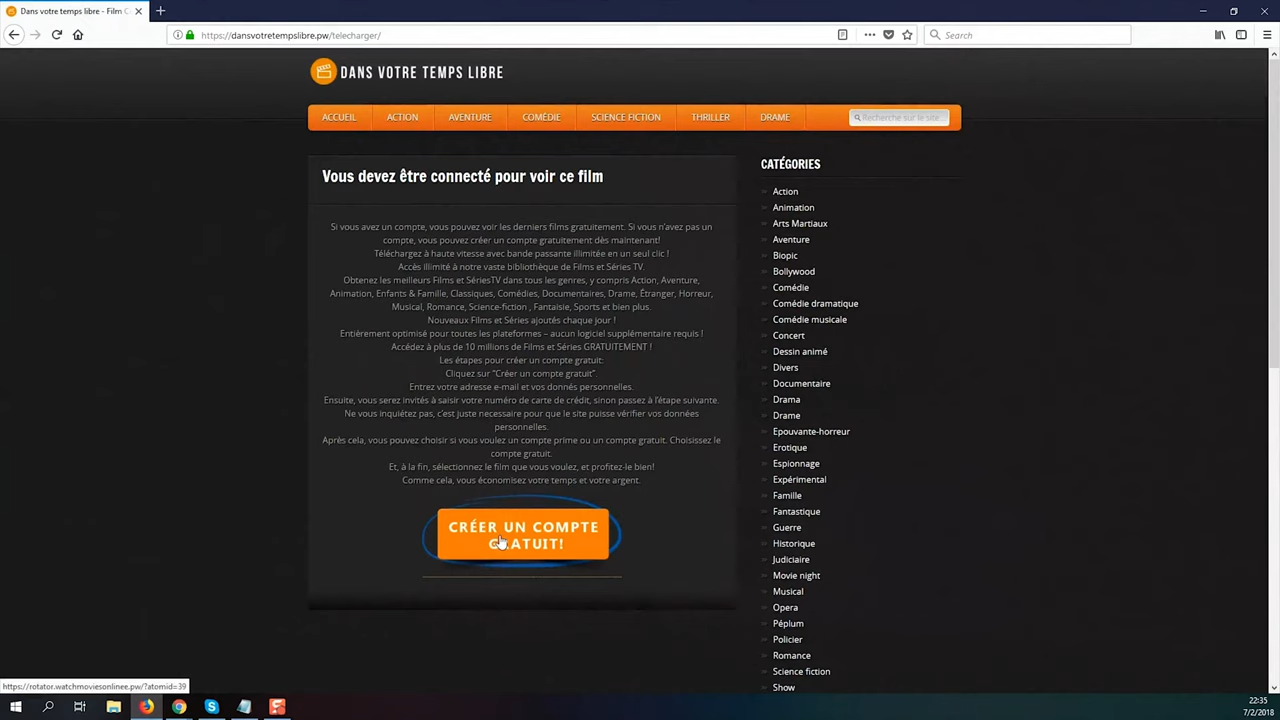 Dans votre temps libre - Film C
https://dansvotretempslibre.pw/telecharger/
Search
DANS VOTRE TEMPS LIBRE
ACCUEIL
ACTION
AVENTURE
COMÉDIE
SCIENCE FICTION
THRILLER
DRAME
Recherche sur le site...
Vous devez être connecté pour voir ce film
Si vous avez un compte, vous pouvez voir les derniers films gratuitement. Si vous n'avez pas un
compte, vous pouvez créer un compte gratuitement dès maintenant!
Téléchargez à haute vitesse avec bande passante illimitée en un seul clic !
Accès illimité à notre vaste bibliothèque de Films et Séries TV.
Obtenez les meilleurs Films et SériesTV dans tous les genres, y compris Action, Aventure,
Animation, Enfants & Famille, Classiques, Comédies, Documentaires, Drame, Étranger, Horreur,
Musical, Romance, Science-fiction , Fantaisie, Sports et bien plus.
Nouveaux Films et Séries ajoutés chaque jour !
Entièrement optimisé pour toutes les plateformes – aucun logiciel supplémentaire requis !
Accédez à plus de 10 millions de Films et Séries GRATUITEMENT !
Les étapes pour créer un compte gratuit:
Cliquez sur "Créer un compte gratuit".
Entrez votre adresse e-mail et vos donnés personnelles.
Ensuite, vous serez invités à saisir votre numéro de carte de crédit, sinon passez à l'étape suivante.
Ne vous inquiétez pas, c'est juste necessaire pour que le site puisse vérifier vos données
personnelles.
Après cela, vous pouvez choisir si vous voulez un compte prime ou un compte gratuit. Choisissez le
compte gratuit.
Et, à la fin, sélectionnez le film que vous voulez, et profitez-le bien!
Comme cela, vous économisez votre temps et votre argent.
CRÉER UN COMPTE
GRATUIT!
CATÉGORIES
Action
Animation
Arts Martiaux
Aventure
Biopic
Bollywood
Comédie
Comédie dramatique
Comédie musicale
Concert
Dessin animé
Divers
Documentaire
Drama
Drame
Epouvante-horreur
Erotique
Espionnage
Expérimental
Famille
Fantastique
Guerre
Historique
Judiciaire
Movie night
Musical
Opera
Péplum
Policier
Romance
Science fiction
Show
https://rotator.watchmoviesonlinee.pw/?atomid=39
22:35
7/2/2018